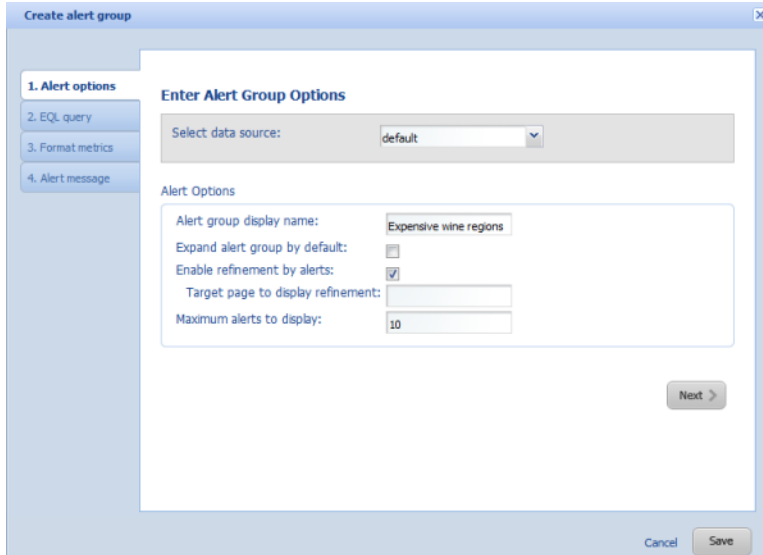 Create alert group
1. Alert options
2. EQL query
3. Format metrics
4. Alert message
Enter Alert Group Options
Select data source: default
Alert Options
Alert group display name: Expensive wine regions
Expand alert group by default:
Enable refinement by alerts:
Target page to display refinement:
Maximum alerts to display: 10
Next
Cancel Save